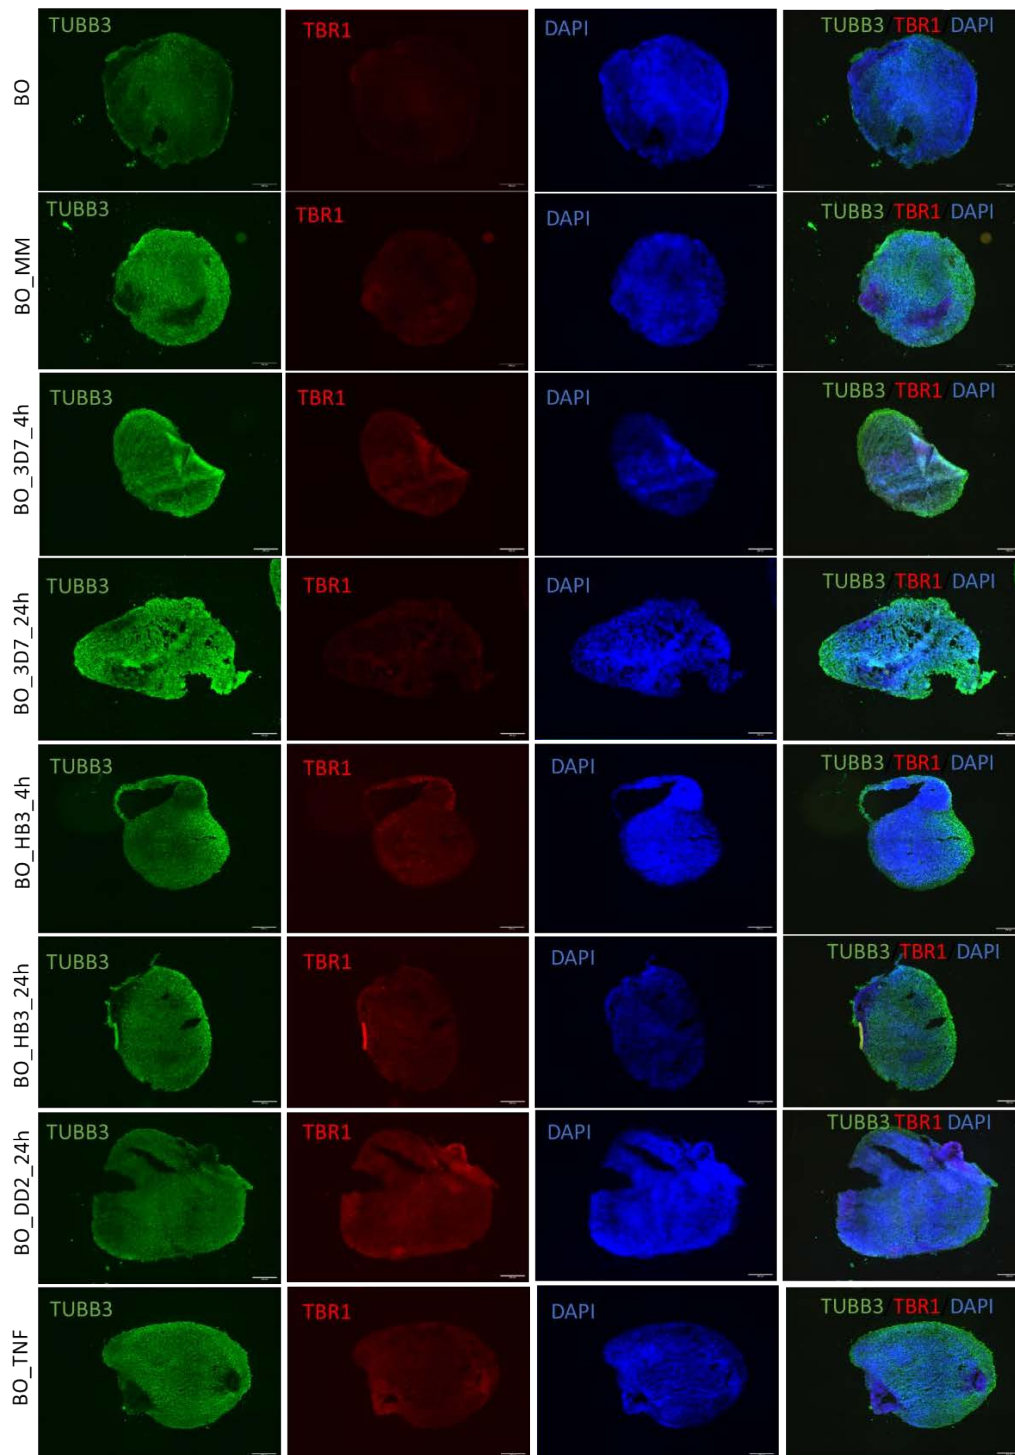 BO
TUBB3
TBR1
DAPI
TUBB3 TBR1 DAPI
BO_MM
TUBB3
TBR1
DAPI
TUBB3 TBR1 DAPI
BO_3D7_4h
TUBB3
TBR1
DAPI
TUBB3 TBR1 DAPI
BO_3D7_24h
TUBB3
TBR1
DAPI
TUBB3 TBR1 DAPI
BO_HB3_4h
TUBB3
TBR1
DAPI
TUBB3 TBR1 DAPI
BO_HB3_24h
TUBB3
TBR1
DAPI
TUBB3 TBR1 DAPI
BO_DD2_24h
TUBB3
TBR1
DAPI
TUBB3 TBR1 DAPI
BO_TNF
TUBB3
TBR1
DAPI
TUBB3 TBR1 DAPI